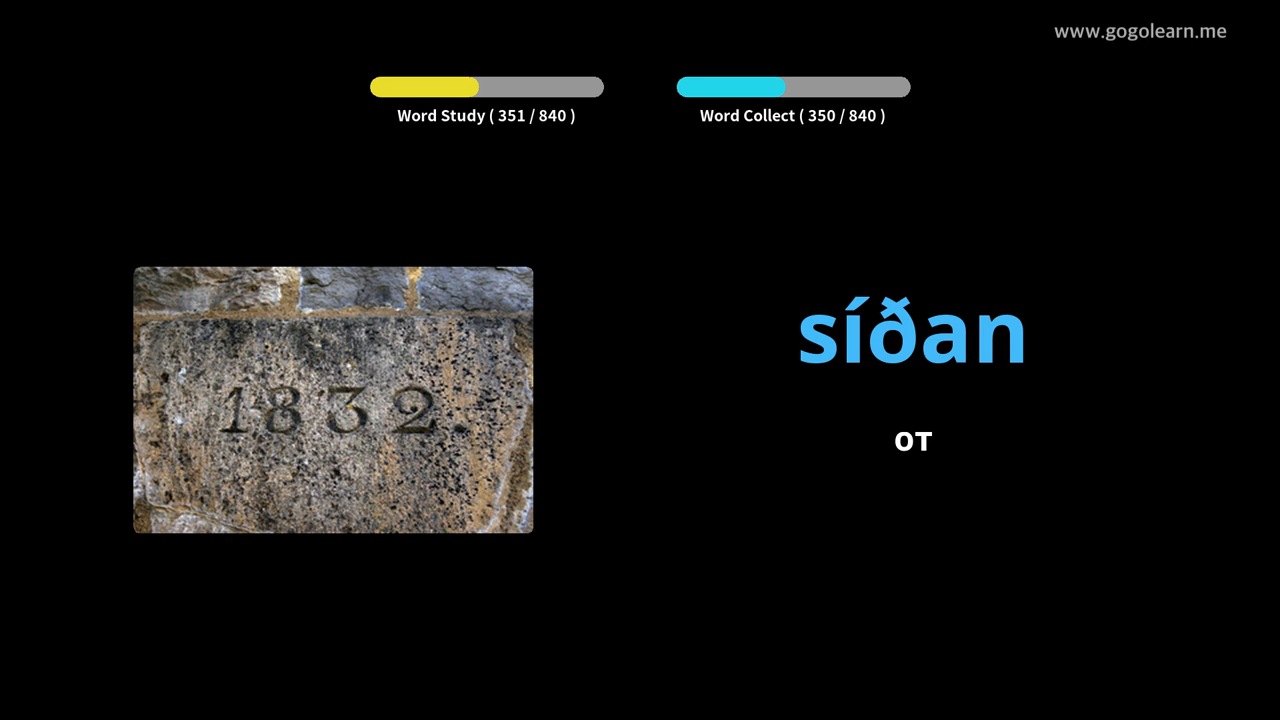 www.gogolearn.me
Word Study ( 351 / 840 )
Word Collect ( 350 / 840 )
síðan
от
1832.